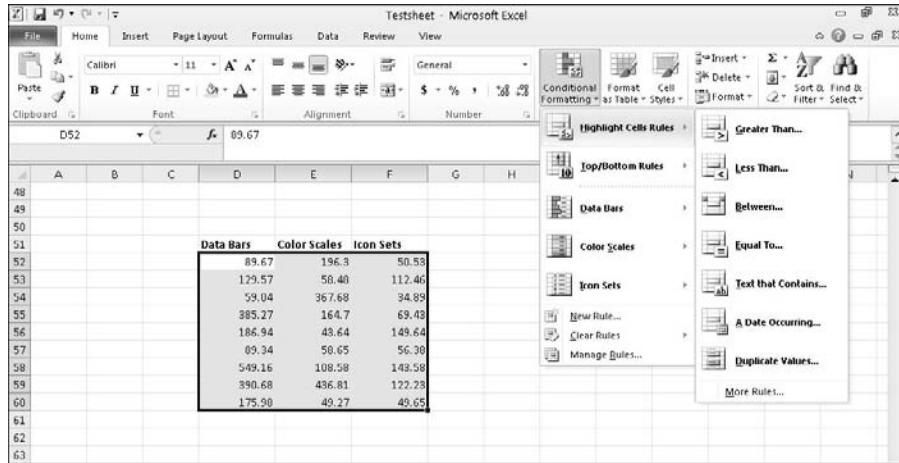 Testsheet - Microsoft Excel
File Home Insert Page Layout Formulas Data Review View
Paste
Calibri 11 A A
B I U A
General
$ % ,
Conditional Formatting
Format as Table
Cell Styles
Insert
Delete
Format
Σ
Sort & Filter
Find & Select
Clipboard Font Alignment Number
D52 fx 89.67
A B C D E F G H
48
49
50
51 Data Bars Color Scales Icon Sets
52 89.67 196.3 50.53
53 129.57 58.48 112.46
54 59.04 367.68 34.89
55 385.27 164.7 69.43
56 186.94 43.64 149.64
57 89.34 58.65 56.38
58 549.16 108.58 143.58
59 390.68 436.81 122.23
60 175.98 49.27 49.65
61
62
63
Highlight Cells Rules
Top/Bottom Rules
Data Bars
Color Scales
Icon Sets
New Rule...
Clear Rules
Manage Rules...
Greater Than...
Less Than...
Between...
Equal To...
Text that Contains...
A Date Occurring...
Duplicate Values...
More Rules...